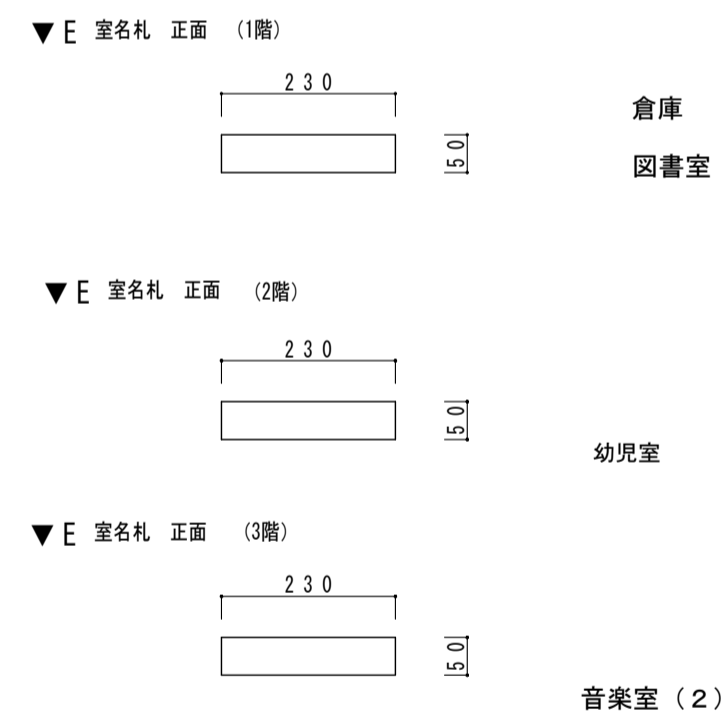 ▼E 室名札 正面 (1階)
230
50
倉庫
図書室
▼E 室名札 正面 (2階)
230
50
幼児室
▼E 室名札 正面 (3階)
230
50
音楽室(2)